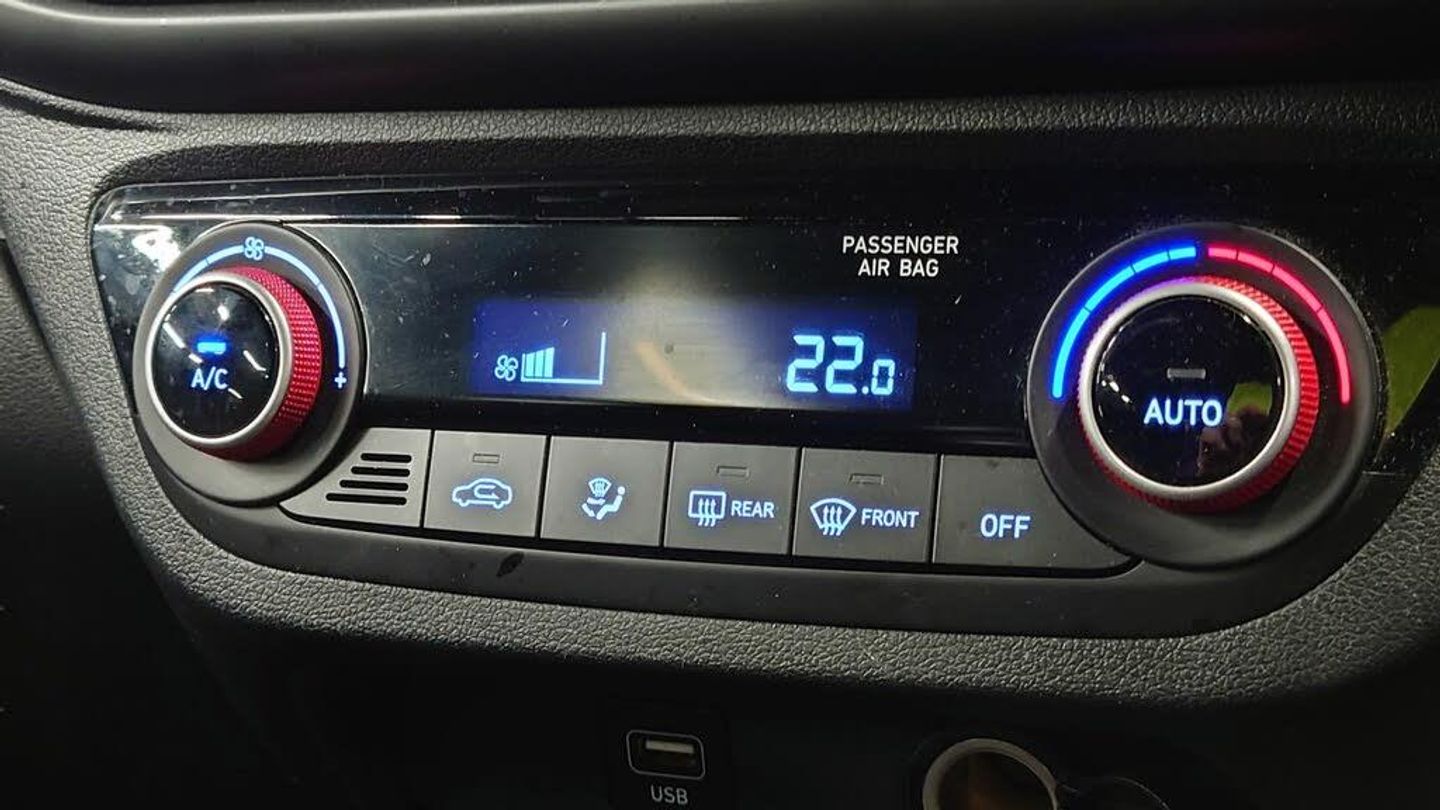 PASSENGER
AIR BAG
22.0
A/C
+
AUTO
REAR
FRONT
OFF
USB